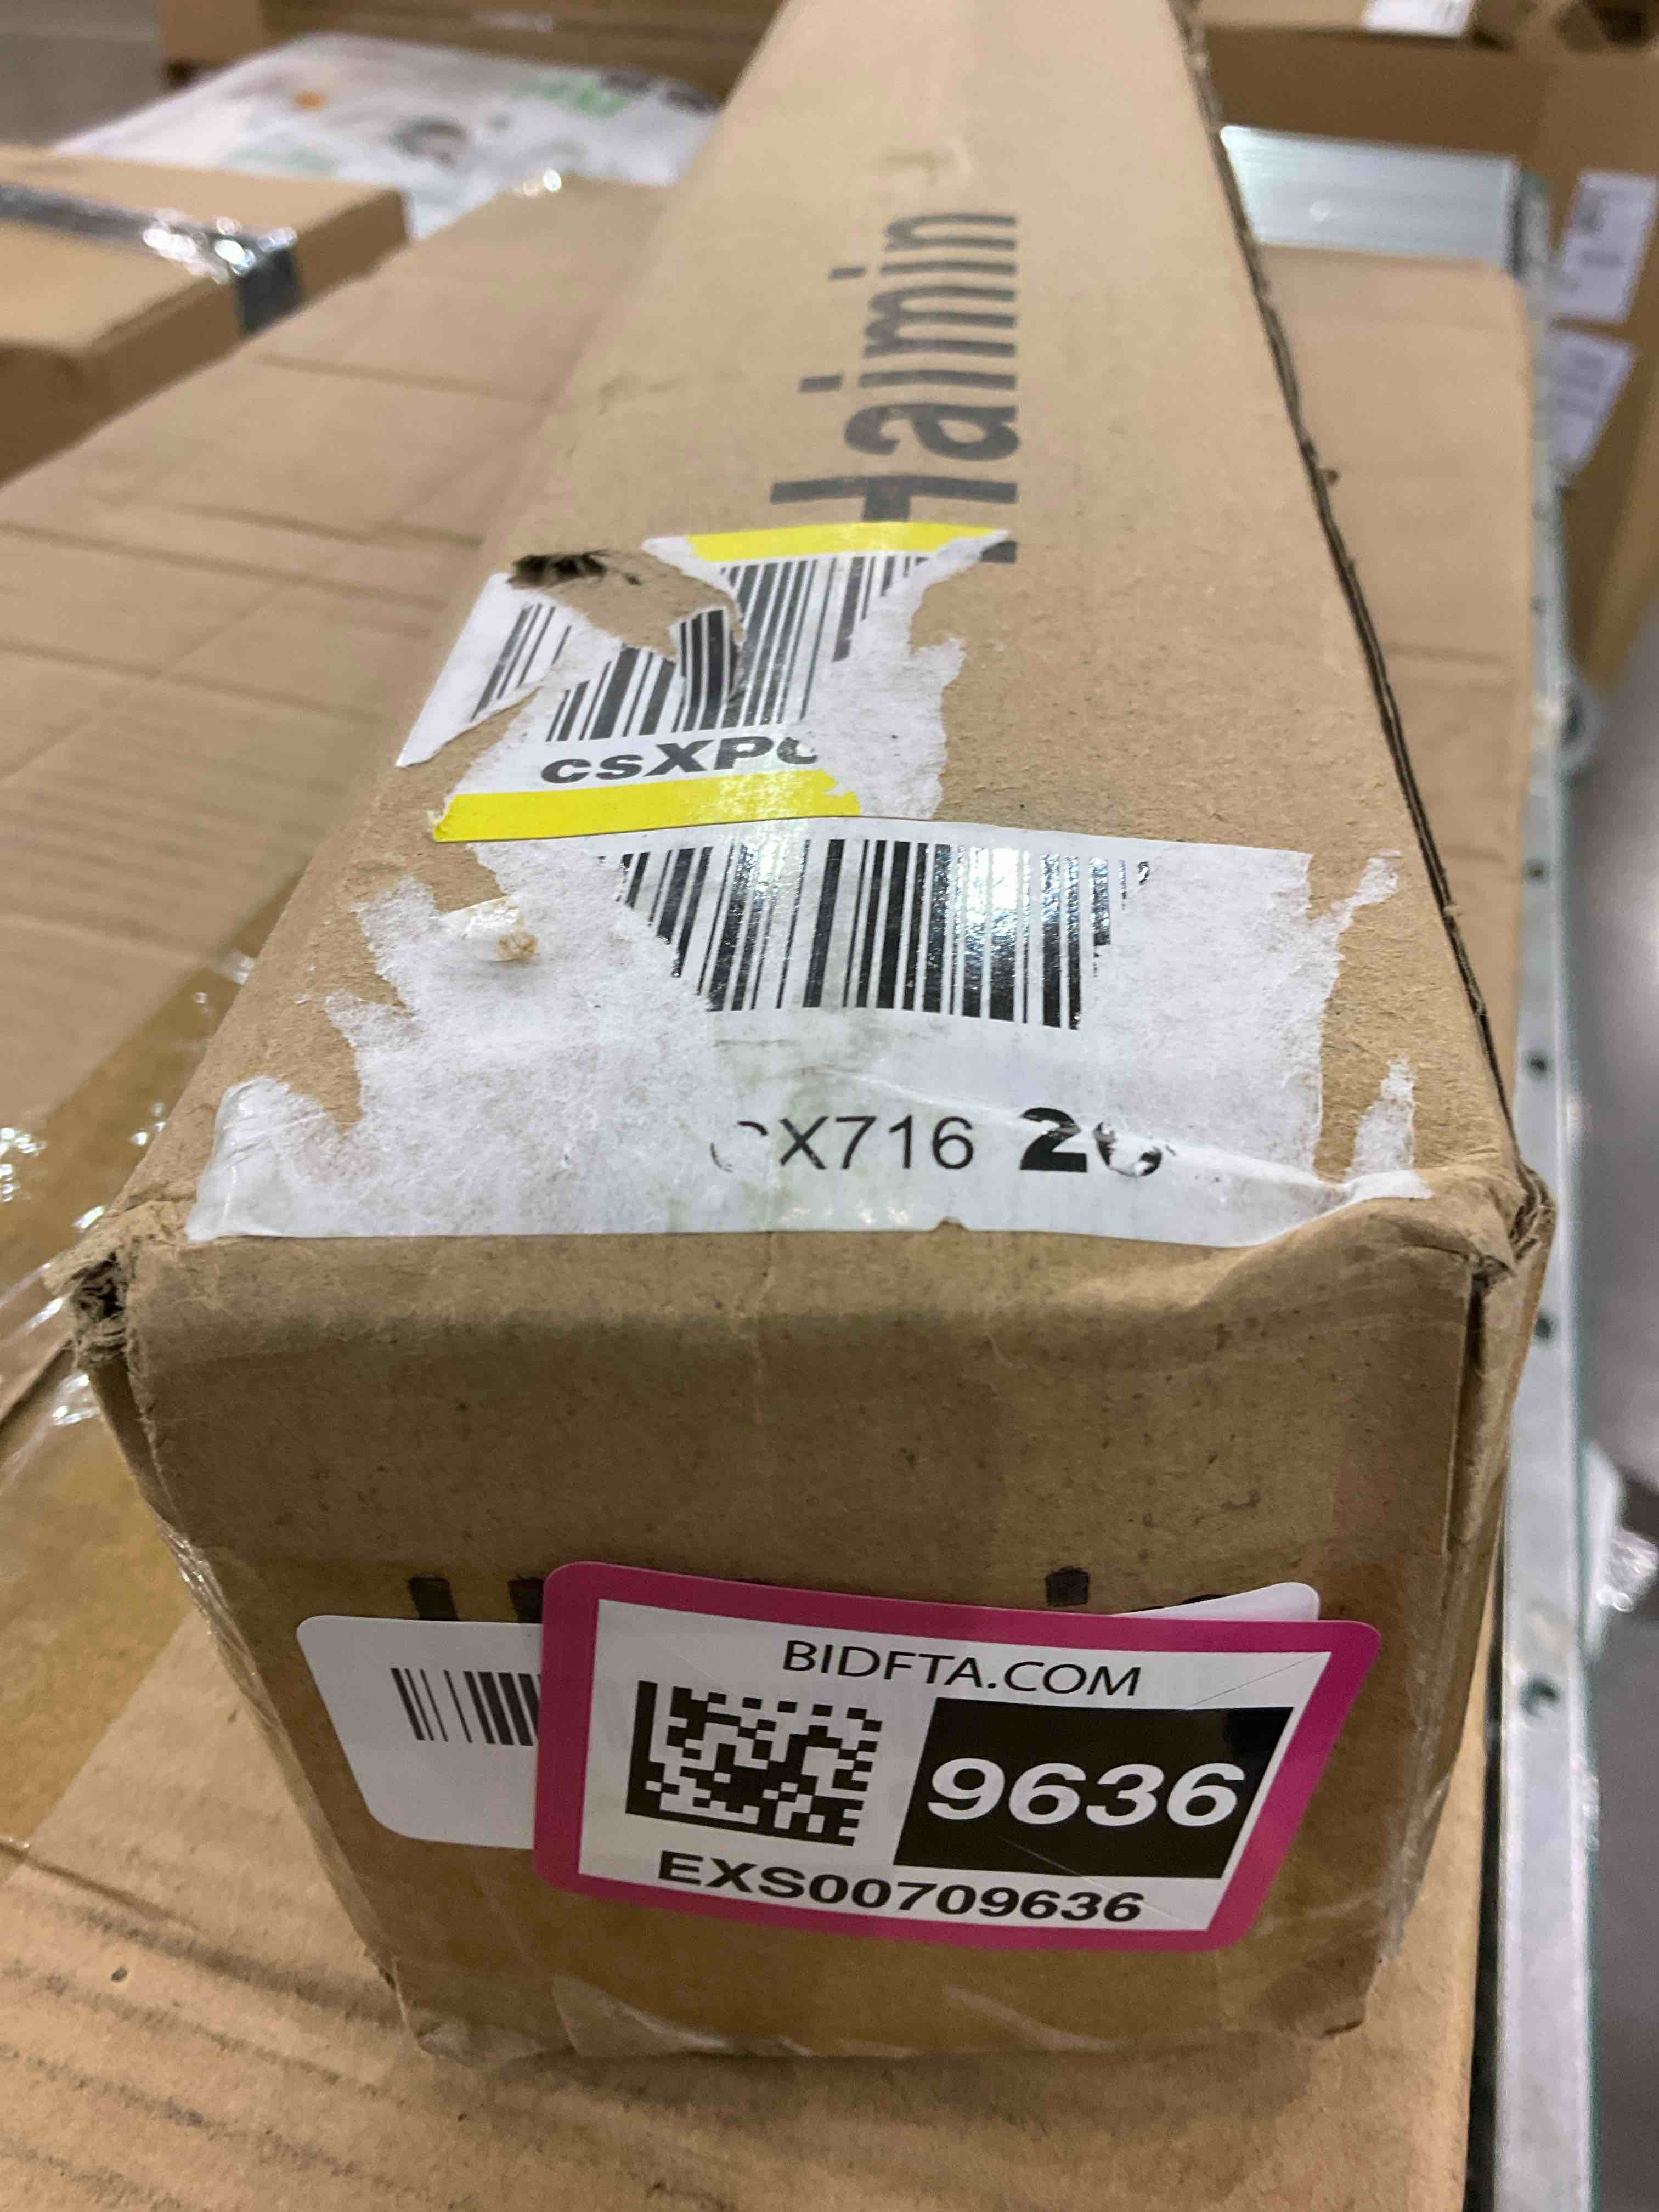 Haimin
csXP
X716 2
BIDFTA.COM
9636
EXS00709636